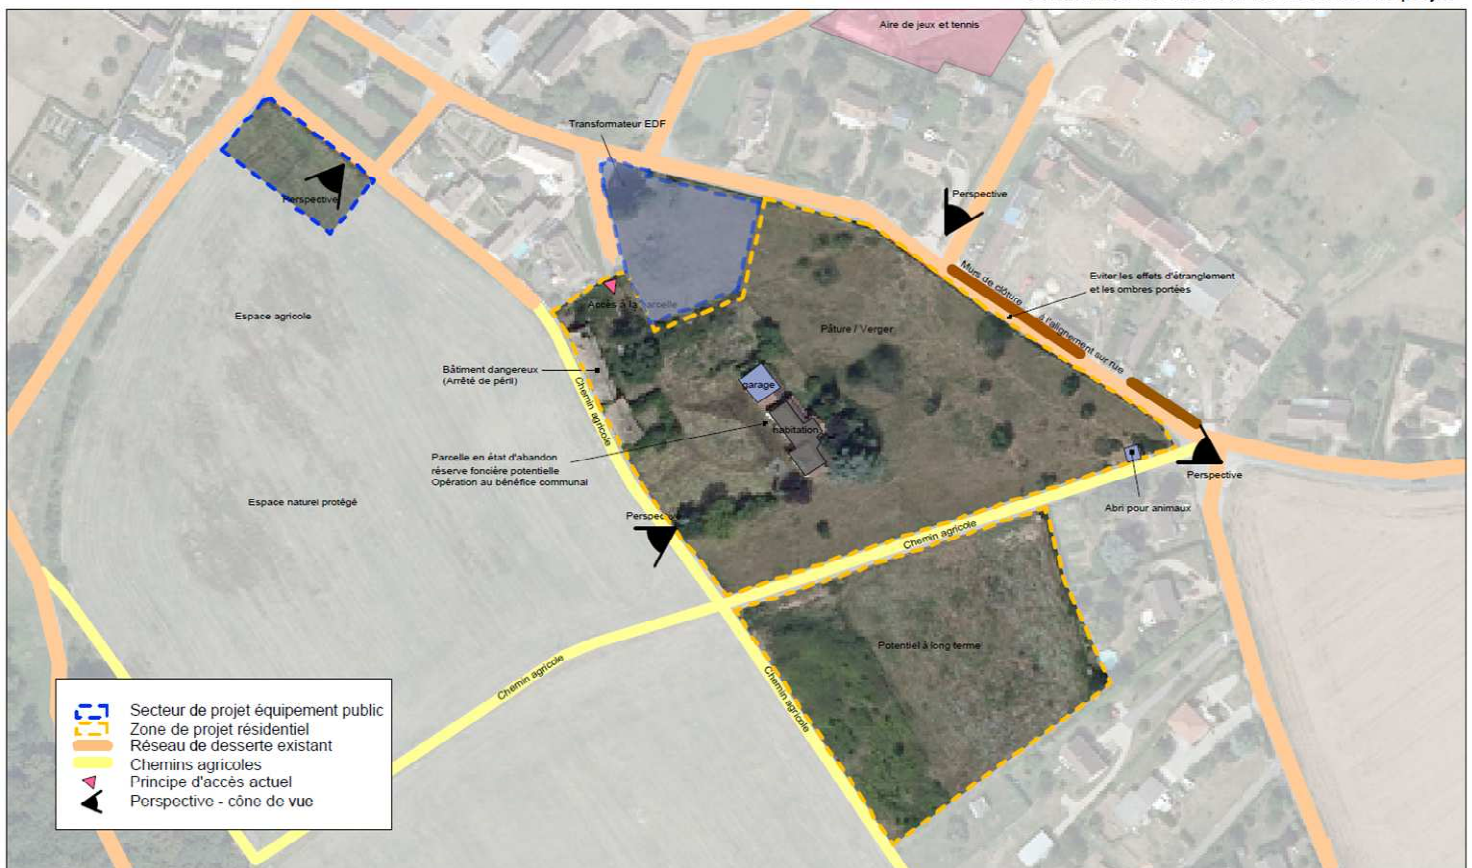 Aire de jeux et tennis
Transformateur EDF
Perspective
Perspective
Murs de clôture
à l'alignement sur rue
Eviter les effets d'étranglement
et les ombres portées
Accès à la parcelle
Espace agricole
Pâture / Verger
Bâtiment dangereux
(Arrêté de péril)
Chemin agricole
garage
habitation
Parcelle en état d'abandon
réserve foncière potentielle
Opération au bénéfice communal
Perspective
Espace naturel protégé
Perspective
Abri pour animaux
Chemin agricole
Potentiel à long terme
Chemin agricole
Chemin agricole
Secteur de projet équipement public
Zone de projet résidentiel
Réseau de desserte existant
Chemins agricoles
Principe d'accès actuel
Perspective - cône de vue